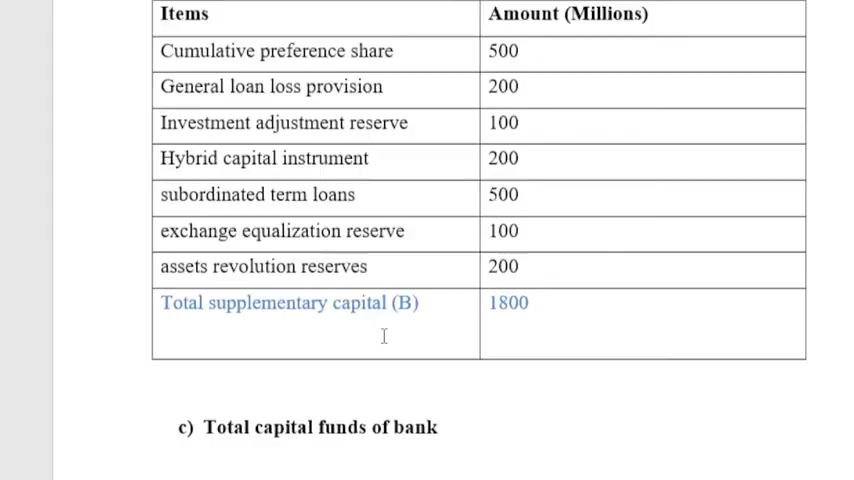 Items Amount (Millions)
Cumulative preference share 500
General loan loss provision 200
Investment adjustment reserve 100
Hybrid capital instrument 200
subordinated term loans 500
exchange equalization reserve 100
assets revolution reserves 200
Total supplementary capital (B) 1800
c) Total capital funds of bank